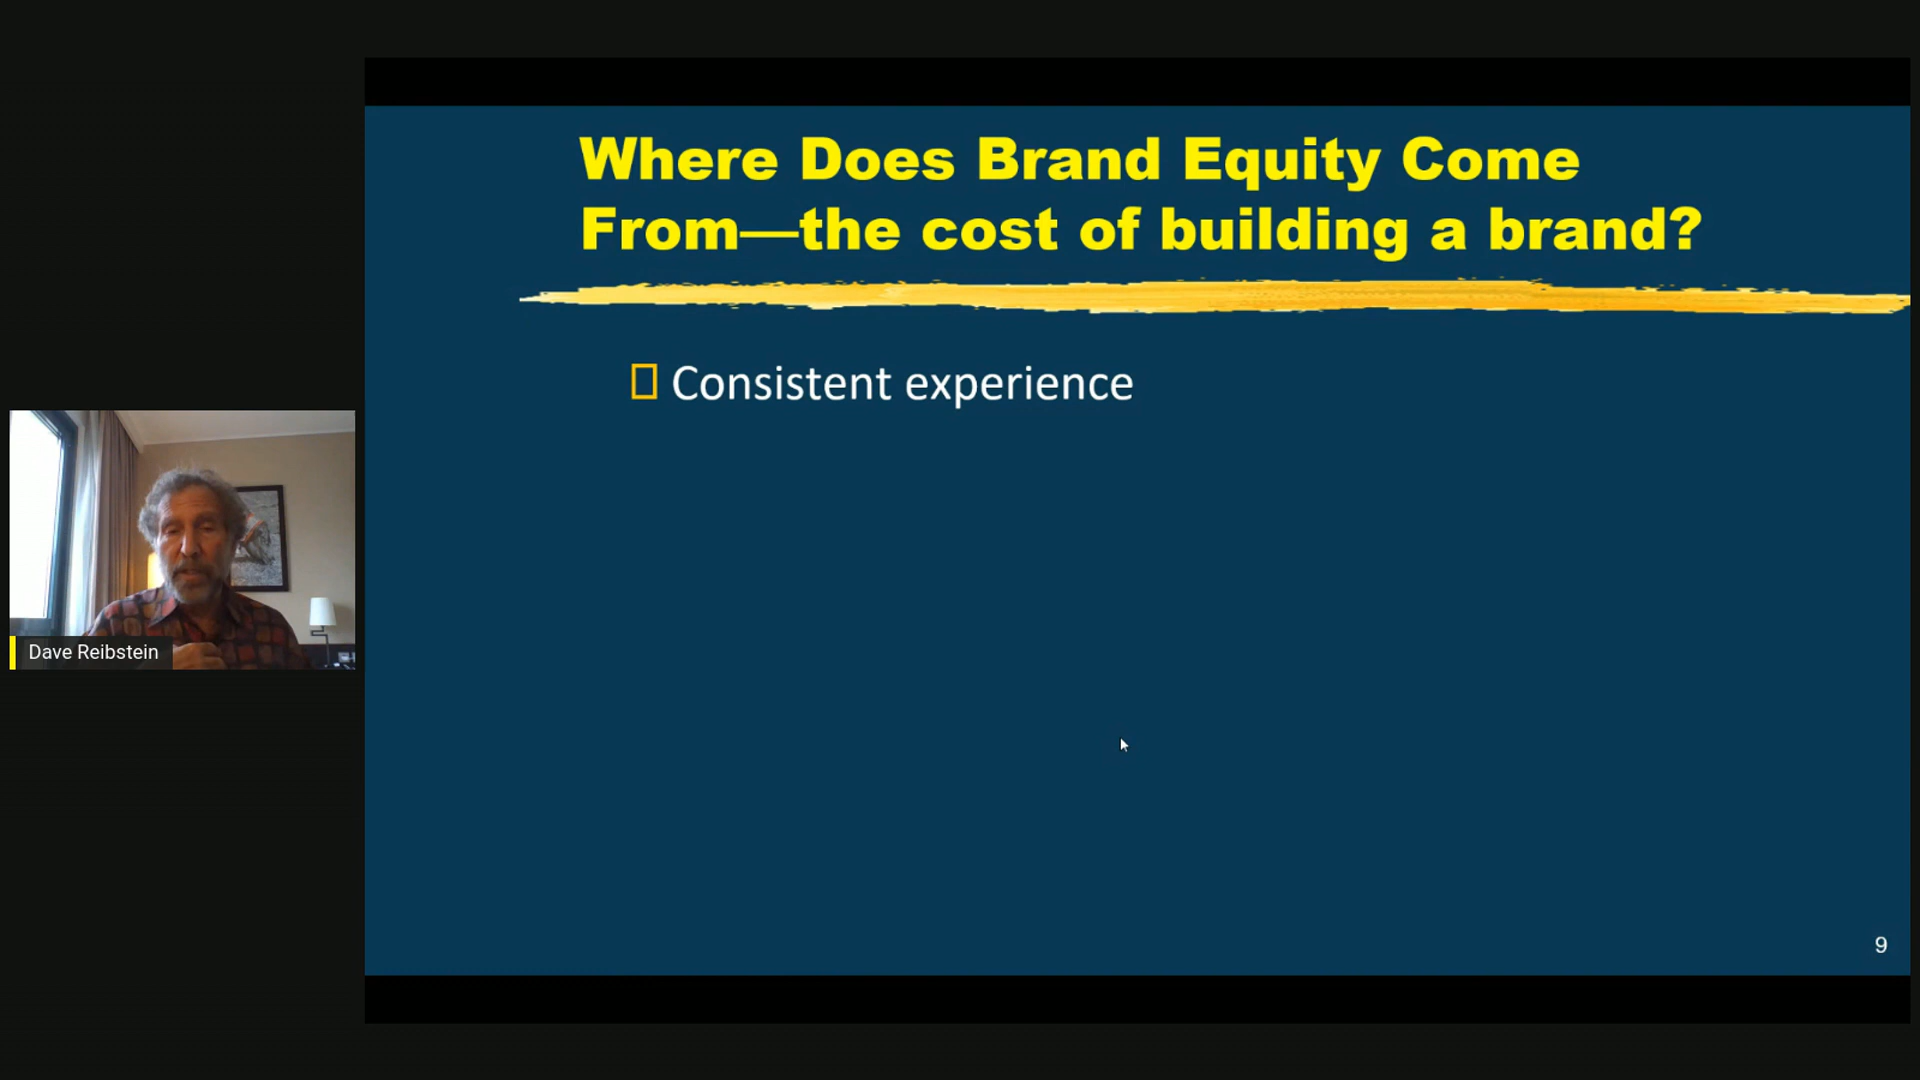 Where Does Brand Equity Come
From—the cost of building a brand?
Consistent experience
Dave Reibstein
9